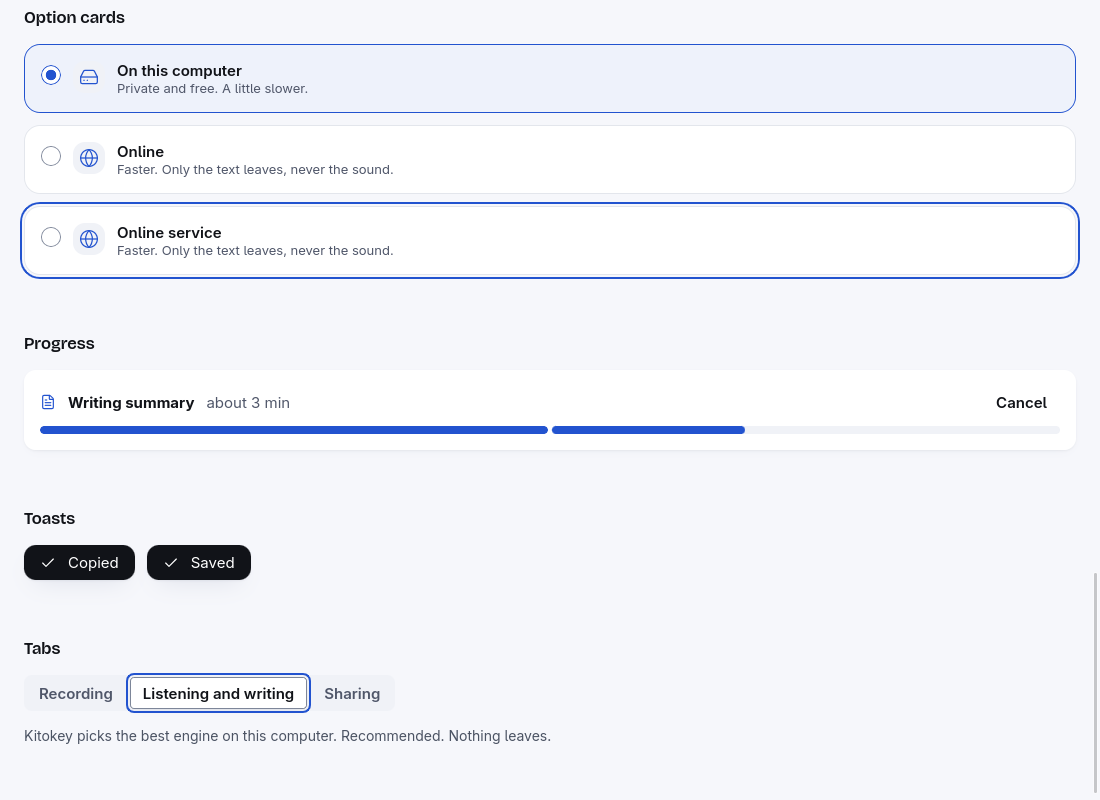 Option cards
On this computer
Private and free. A little slower.
Online
Faster. Only the text leaves, never the sound.
Online service
Faster. Only the text leaves, never the sound.
Progress
Writing summary about 3 min Cancel
Toasts
Copied Saved
Tabs
Recording Listening and writing Sharing
Kitokey picks the best engine on this computer. Recommended. Nothing leaves.